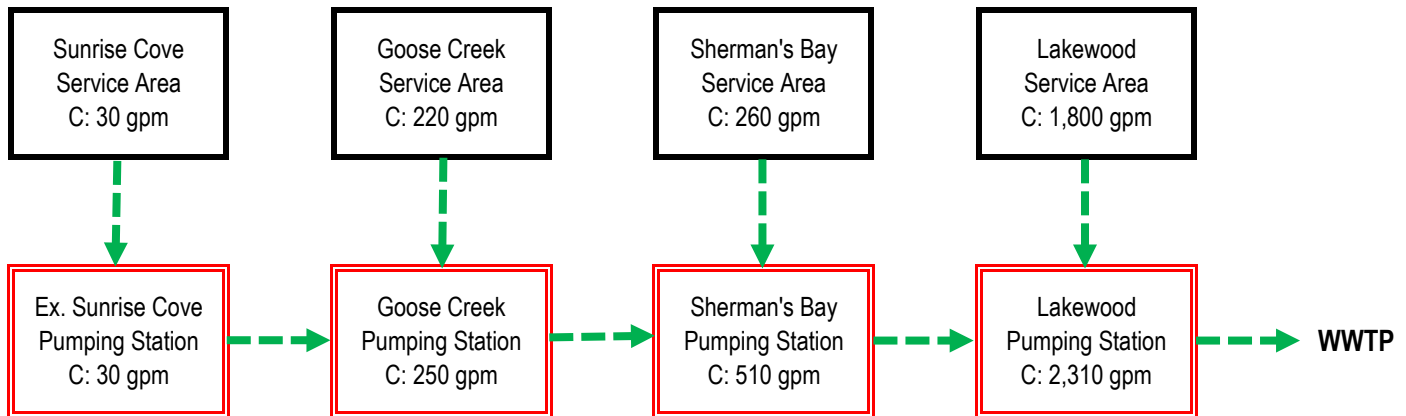 Sunrise Cove
Service Area
C: 30 gpm
Goose Creek
Service Area
C: 220 gpm
Sherman's Bay
Service Area
C: 260 gpm
Lakewood
Service Area
C: 1,800 gpm
Ex. Sunrise Cove
Pumping Station
C: 30 gpm
Goose Creek
Pumping Station
C: 250 gpm
Sherman's Bay
Pumping Station
C: 510 gpm
Lakewood
Pumping Station
C: 2,310 gpm
WWTP